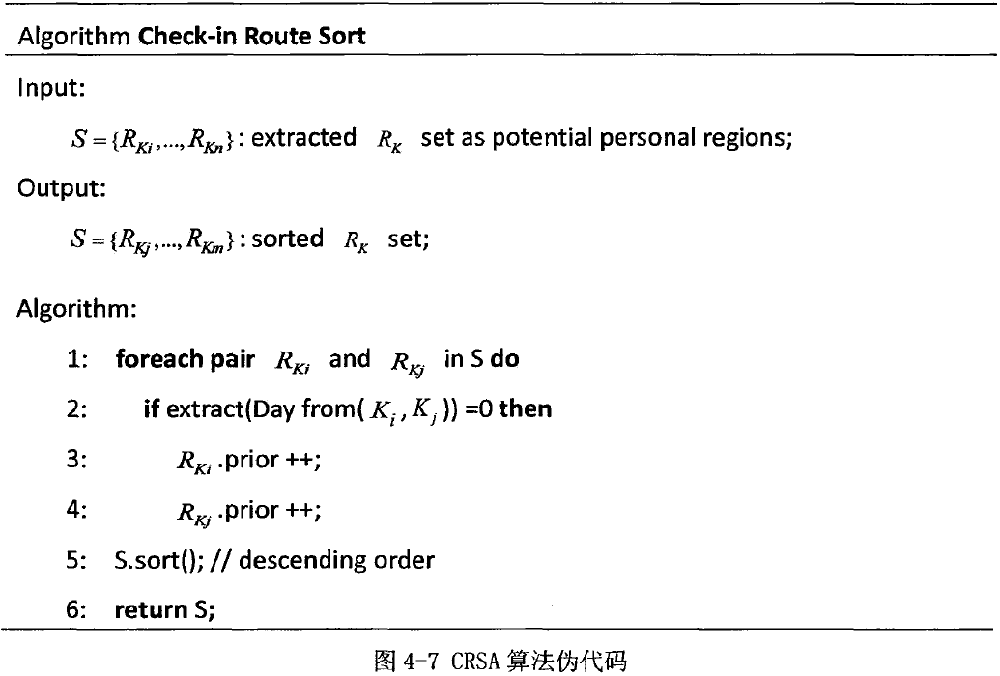 Algorithm Check-in Route Sort
Input:
S = {R_{Ki},...,R_{Kn}} : extracted R_K set as potential personal regions;
Output:
S = {R_{Kj},...,R_{Km}} : sorted R_K set;
Algorithm:
1: foreach pair R_{Ki} and R_{Kj} in S do
2: if extract(Day from( K_i , K_j )) =0 then
3: R_{Ki} .prior ++;
4: R_{Kj} .prior ++;
5: S.sort(); // descending order
6: return S;
图 4-7 CRSA 算法伪代码